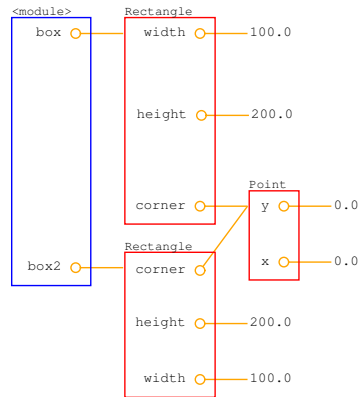 <module>
box
box2
Rectangle
width 100.0
height 200.0
corner
Rectangle
corner
height 200.0
width 100.0
Point
y 0.0
x 0.0